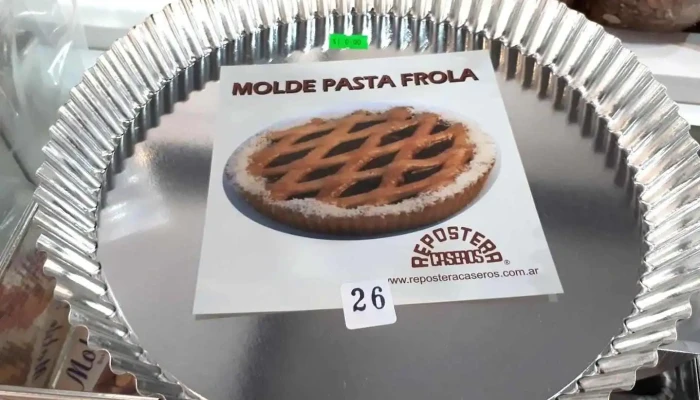 MOLDE PASTA FROLA
REPOSTERA
CASEROS®
www.reposteracaseros.com.ar
26